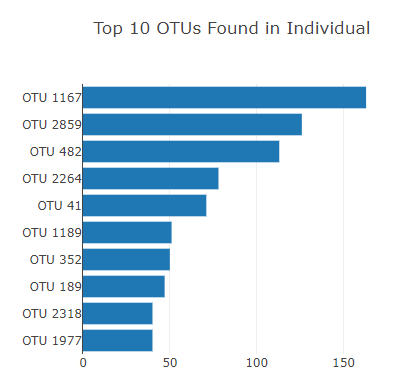 Top 10 OTUs Found in Individual
OTU 1167
OTU 2859
OTU 482
OTU 2264
OTU 41
OTU 1189
OTU 352
OTU 189
OTU 2318
OTU 1977
0 50 100 150